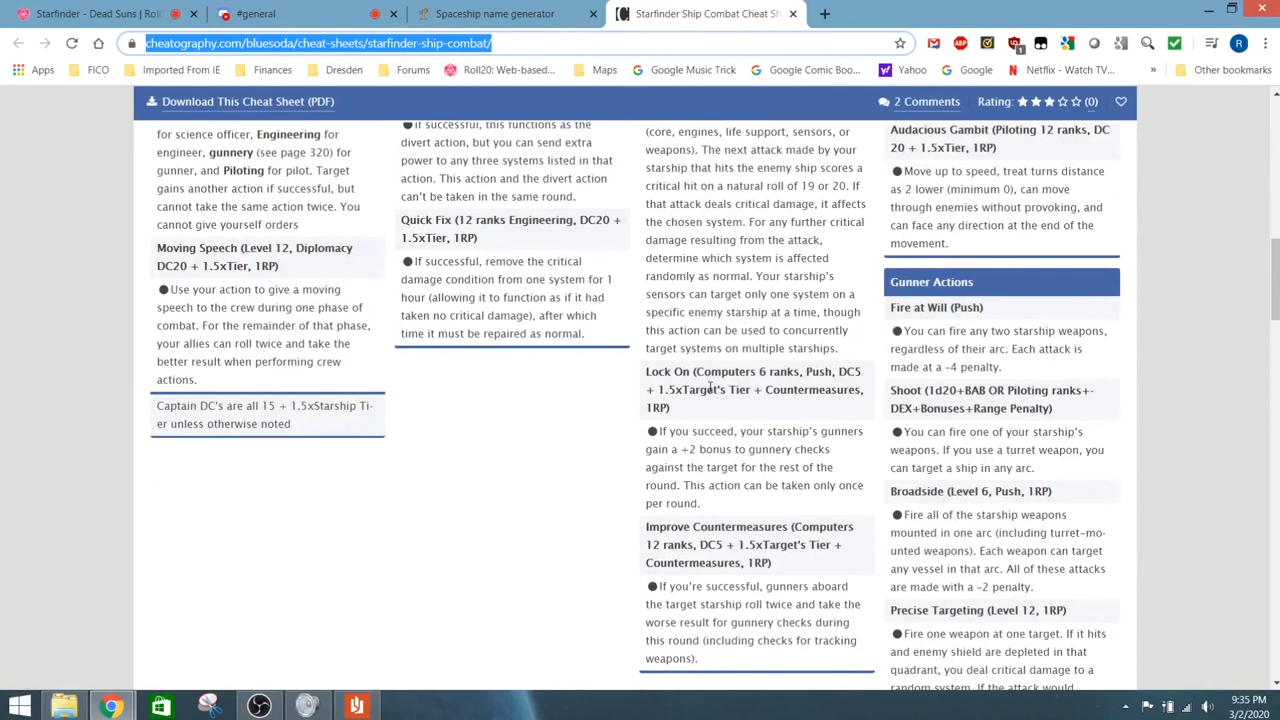 Starfinder - Dead Suns | Roll
#general
Spaceship name generator
Starfinder Ship Combat Cheat Sh
cheatography.com/bluesoda/cheat-sheets/starfinder-ship-combat/
Apps
FICO
Imported From IE
Finances
Dresden
Forums
Roll20: Web-based...
Maps
Google Music Trick
Google Comic Boo...
Yahoo
Google
Netflix - Watch TV...
»
Other bookmarks
Download This Cheat Sheet (PDF)
2 Comments
Rating:
(0)
for science officer, Engineering for
engineer, gunnery (see page 320) for
gunner, and Piloting for pilot. Target
gains another action if successful, but
cannot take the same action twice. You
cannot give yourself orders
Moving Speech (Level 12, Diplomacy
DC20 + 1.5xTier, 1RP)
●Use your action to give a moving
speech to the crew during one phase of
combat. For the remainder of that phase,
your allies can roll twice and take the
better result when performing crew
actions.
Captain DC's are all 15 + 1.5xStarship Ti-
er unless otherwise noted
●If successful, this functions as the
divert action, but you can send extra
power to any three systems listed in that
action. This action and the divert action
can't be taken in the same round.
Quick Fix (12 ranks Engineering, DC20 +
1.5xTier, 1RP)
●If successful, remove the critical
damage condition from one system for 1
hour (allowing it to function as if it had
taken no critical damage), after which
time it must be repaired as normal.
(core, engines, life support, sensors, or
weapons). The next attack made by your
starship that hits the enemy ship scores a
critical hit on a natural roll of 19 or 20. If
that attack deals critical damage, it affects
the chosen system. For any further critical
damage resulting from the attack,
determine which system is affected
randomly as normal. Your starship's
sensors can target only one system on a
specific enemy starship at a time, though
this action can be used to concurrently
target systems on multiple starships.
Lock On (Computers 6 ranks, Push, DC5
+ 1.5xTarget's Tier + Countermeasures,
1RP)
●If you succeed, your starship's gunners
gain a +2 bonus to gunnery checks
against the target for the rest of the
round. This action can be taken only once
per round.
Improve Countermeasures (Computers
12 ranks, DC5 + 1.5xTarget's Tier +
Countermeasures, 1RP)
●If you're successful, gunners aboard
the target starship roll twice and take the
worse result for gunnery checks during
this round (including checks for tracking
weapons).
Audacious Gambit (Piloting 12 ranks, DC
20 + 1.5xTier, 1RP)
●Move up to speed, treat turns distance
as 2 lower (minimum 0), can move
through enemies without provoking, and
can face any direction at the end of the
movement.
Gunner Actions
Fire at Will (Push)
●You can fire any two starship weapons,
regardless of their arc. Each attack is
made at a -4 penalty.
Shoot (1d20+BAB OR Piloting ranks+-
DEX+Bonuses+Range Penalty)
●You can fire one of your starship's
weapons. If you use a turret weapon, you
can target a ship in any arc.
Broadside (Level 6, Push, 1RP)
●Fire all of the starship weapons
mounted in one arc (including turret-mo-
unted weapons). Each weapon can target
any vessel in that arc. All of these attacks
are made with a -2 penalty.
Precise Targeting (Level 12, 1RP)
●Fire one weapon at one target. If it hits
and enemy shield are depleted in that
quadrant, you deal critical damage to a
random system. If the attack would
9:35 PM
3/2/2020